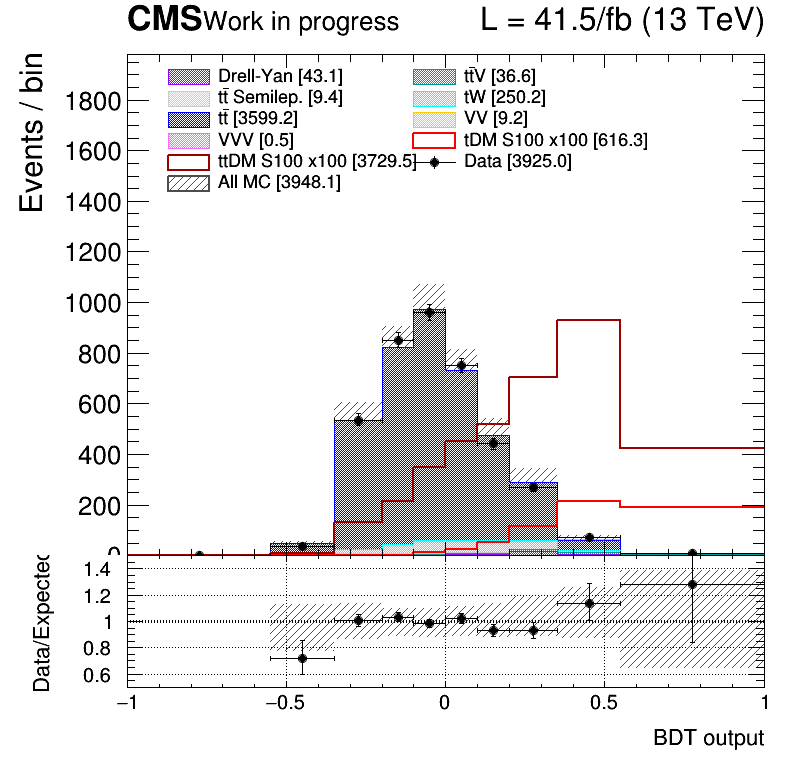 CMS Work in progress L = 41.5/fb (13 TeV)
Events / bin
Drell-Yan [43.1] tt̄V [36.6]
tt̄ Semilep. [9.4] tW [250.2]
tt̄ [3599.2] VV [9.2]
VVV [0.5] tDM S100 x100 [616.3]
ttDM S100 x100 [3729.5] Data [3925.0]
All MC [3948.1]
1800
1600
1400
1200
1000
800
600
400
200
0
Data/Expected
1.4
1.2
1
0.8
0.6
−1 −0.5 0 0.5 1
BDT output